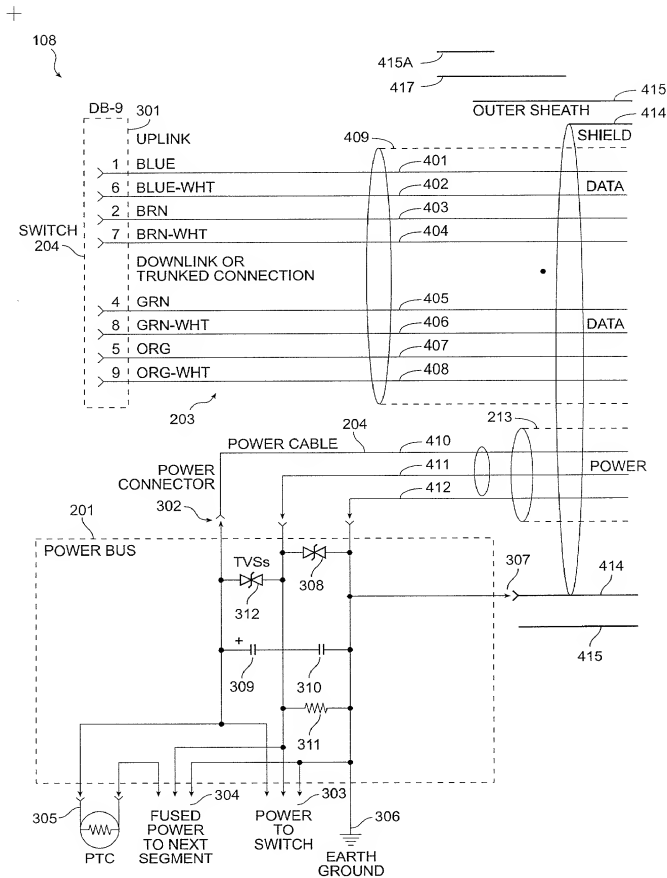 108
415A
417
415
OUTER SHEATH
414
DB-9
301
SHIELD
UPLINK
409
1 BLUE 401
6 BLUE-WHT 402 DATA
2 BRN 403
7 BRN-WHT 404
SWITCH
204
DOWNLINK OR
TRUNKED CONNECTION
4 GRN 405
8 GRN-WHT 406 DATA
5 ORG 407
9 ORG-WHT 408
203
204
213
POWER CABLE 410
411
POWER
412
POWER
CONNECTOR
302
201
POWER BUS
TVSs
308
307
312
414
415
+
309
310
311
305
PTC
304
FUSED
POWER
TO NEXT
SEGMENT
303
POWER
TO
SWITCH
306
EARTH
GROUND